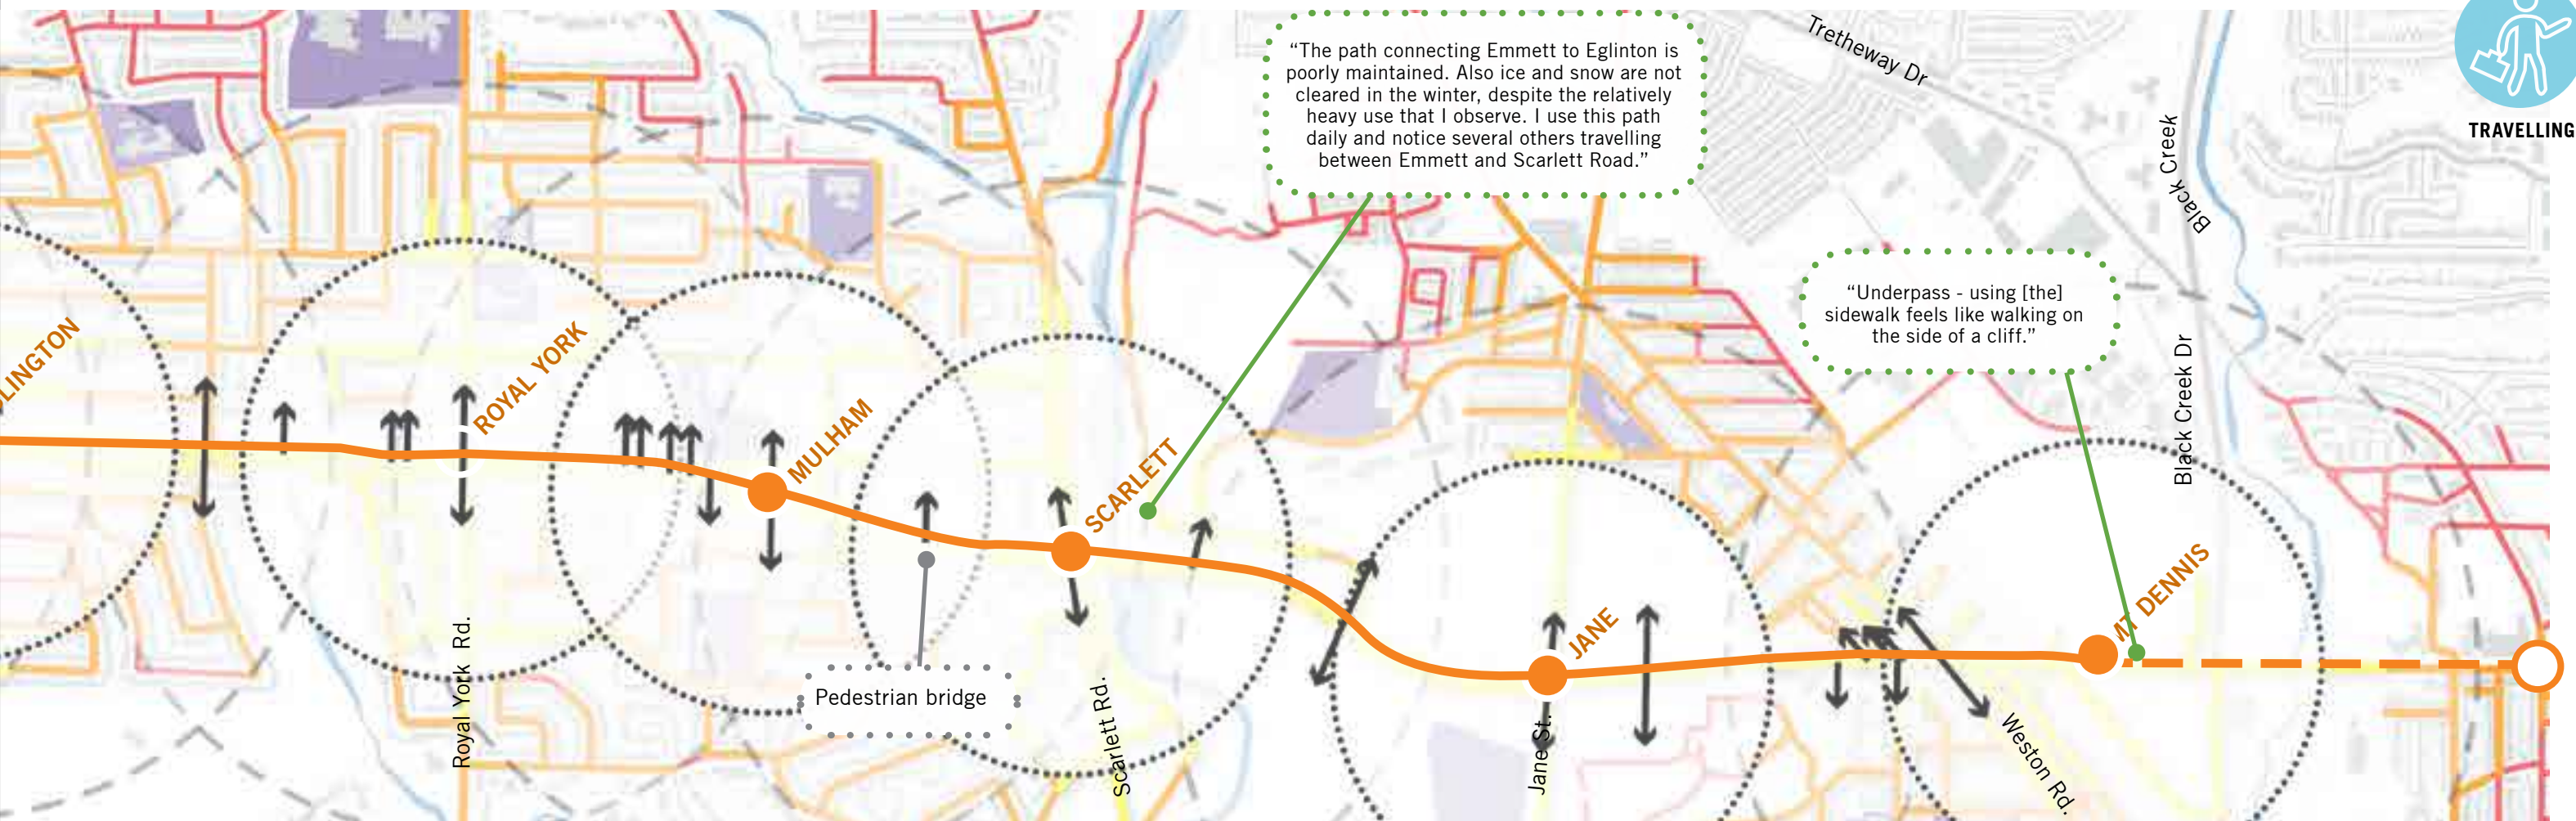 “The path connecting Emmett to Eglinton is
poorly maintained. Also ice and snow are not
cleared in the winter, despite the relatively
heavy use that I observe. I use this path
daily and notice several others travelling
between Emmett and Scarlett Road.”
Tretheway Dr
TRAVELLING
Black Creek
“Underpass - using [the]
sidewalk feels like walking on
the side of a cliff.”
Black Creek Dr
LINGTON
ROYAL YORK
MULHAM
SCARLETT
JANE
MT DENNIS
Pedestrian bridge
Royal York Rd.
Scarlett Rd.
Jane St.
Weston Rd.